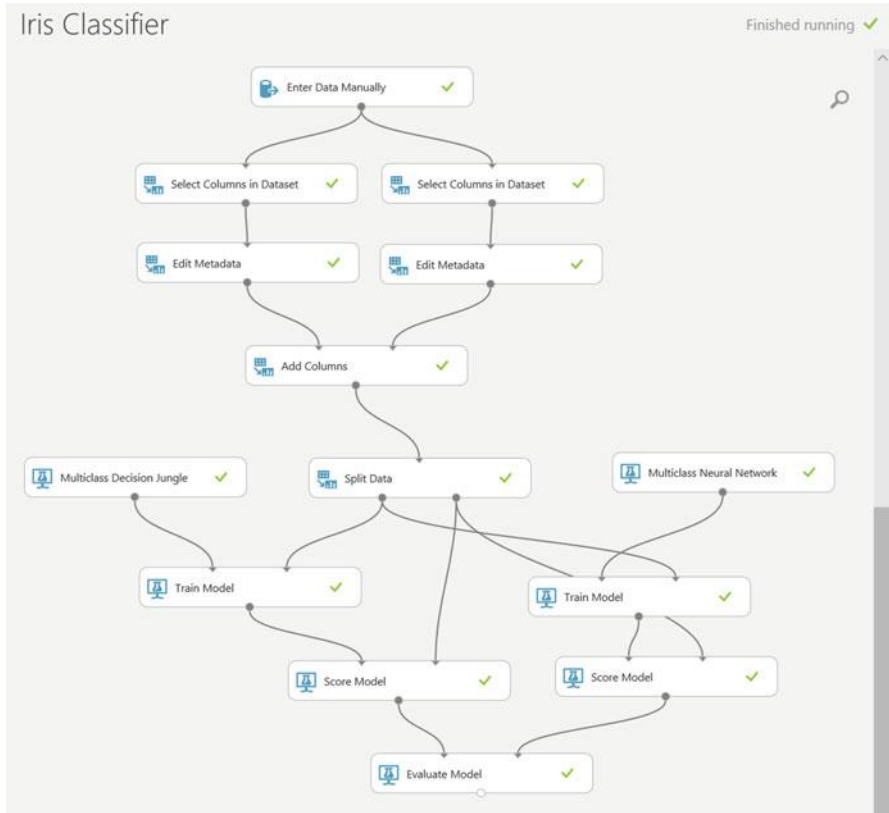 Iris Classifier
Finished running
Enter Data Manually
Select Columns in Dataset
Select Columns in Dataset
Edit Metadata
Edit Metadata
Add Columns
Multiclass Decision Jungle
Split Data
Multiclass Neural Network
Train Model
Train Model
Score Model
Score Model
Evaluate Model